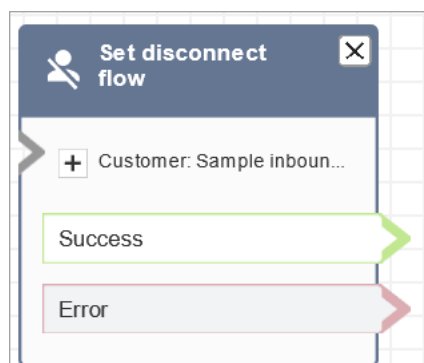 Set disconnect
flow
Customer: Sample inboun...
Success
Error